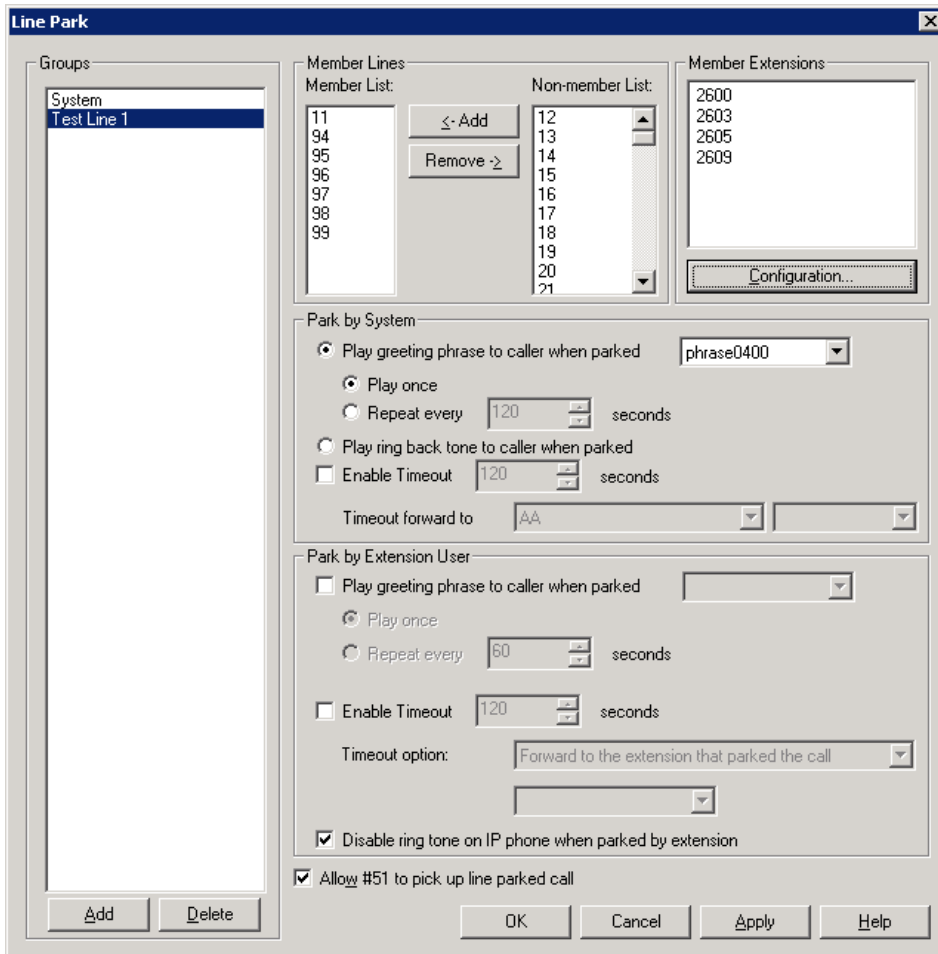 Line Park
Groups
System
Test Line 1
Add
Delete
Member Lines
Member List:
11
94
95
96
97
98
99
<- Add
Remove ->
Non-member List:
12
13
14
15
16
17
18
19
20
21
Member Extensions
2600
2603
2605
2609
Configuration...
Park by System
Play greeting phrase to caller when parked phrase0400
Play once
Repeat every 120 seconds
Play ring back tone to caller when parked
Enable Timeout 120 seconds
Timeout forward to AA
Park by Extension User
Play greeting phrase to caller when parked
Play once
Repeat every 60 seconds
Enable Timeout 120 seconds
Timeout option: Forward to the extension that parked the call
Disable ring tone on IP phone when parked by extension
Allow #51 to pick up line parked call
OK Cancel Apply Help